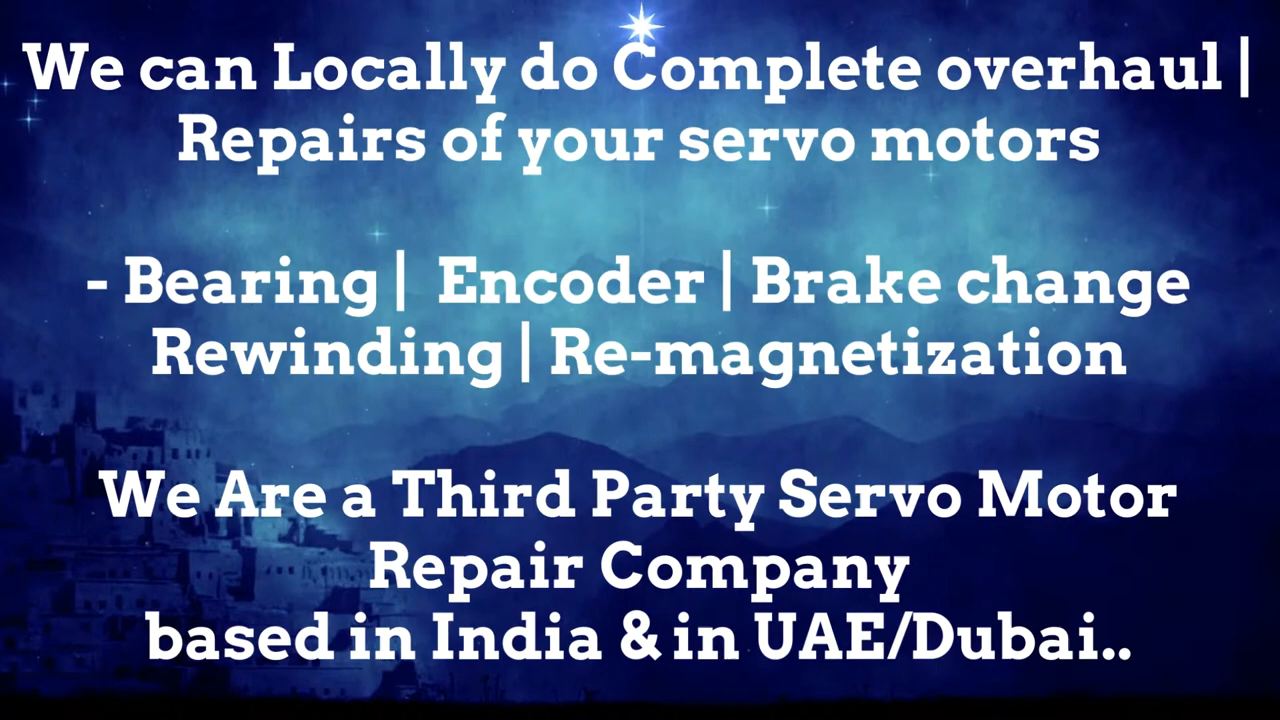 We can Locally do Complete overhaul |
Repairs of your servo motors
- Bearing | Encoder | Brake change
Rewinding | Re-magnetization
We Are a Third Party Servo Motor
Repair Company
based in India & in UAE/Dubai..